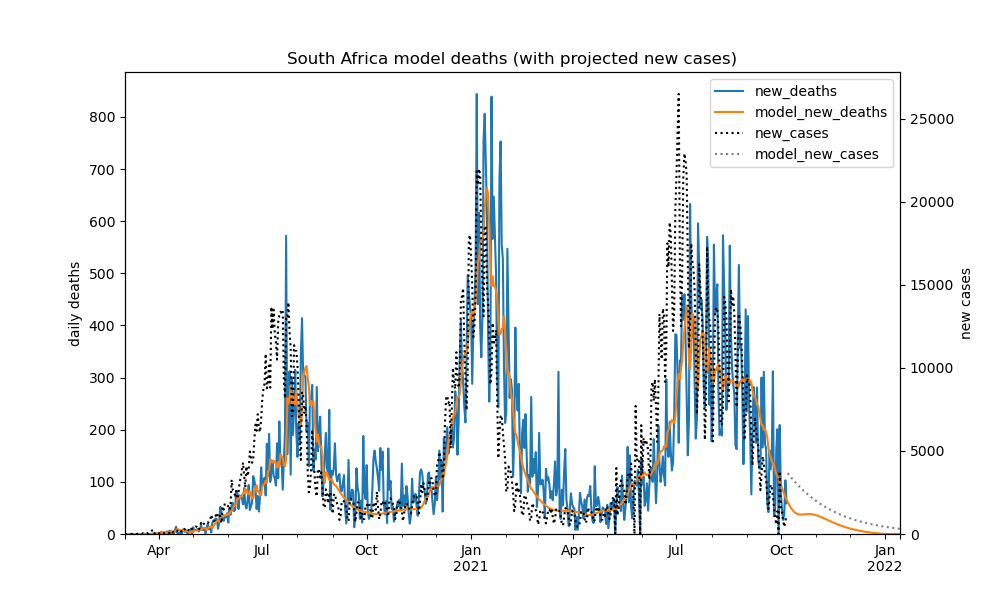 South Africa model deaths (with projected new cases)
new_deaths
model_new_deaths
new_cases
model_new_cases
daily deaths
800
700
600
500
400
300
200
100
0
new cases
25000
20000
15000
10000
5000
0
Apr
Jul
Oct
Jan
2021
Apr
Jul
Oct
Jan
2022